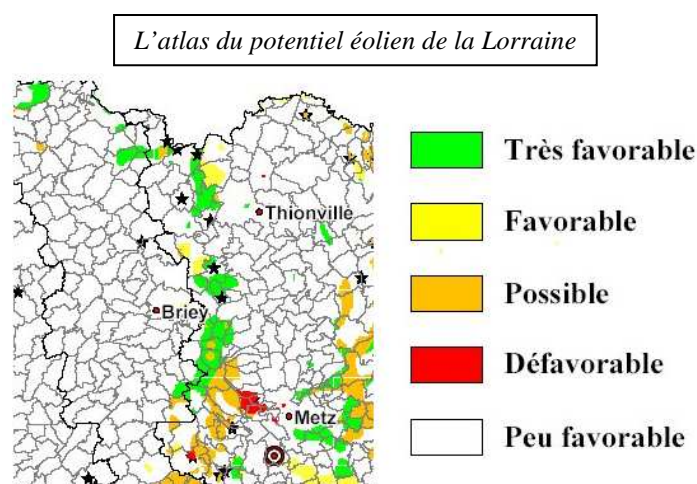 L'atlas du potentiel éolien de la Lorraine
Très favorable
Thionville
Favorable
Possible
Briey
Défavorable
Metz
Peu favorable